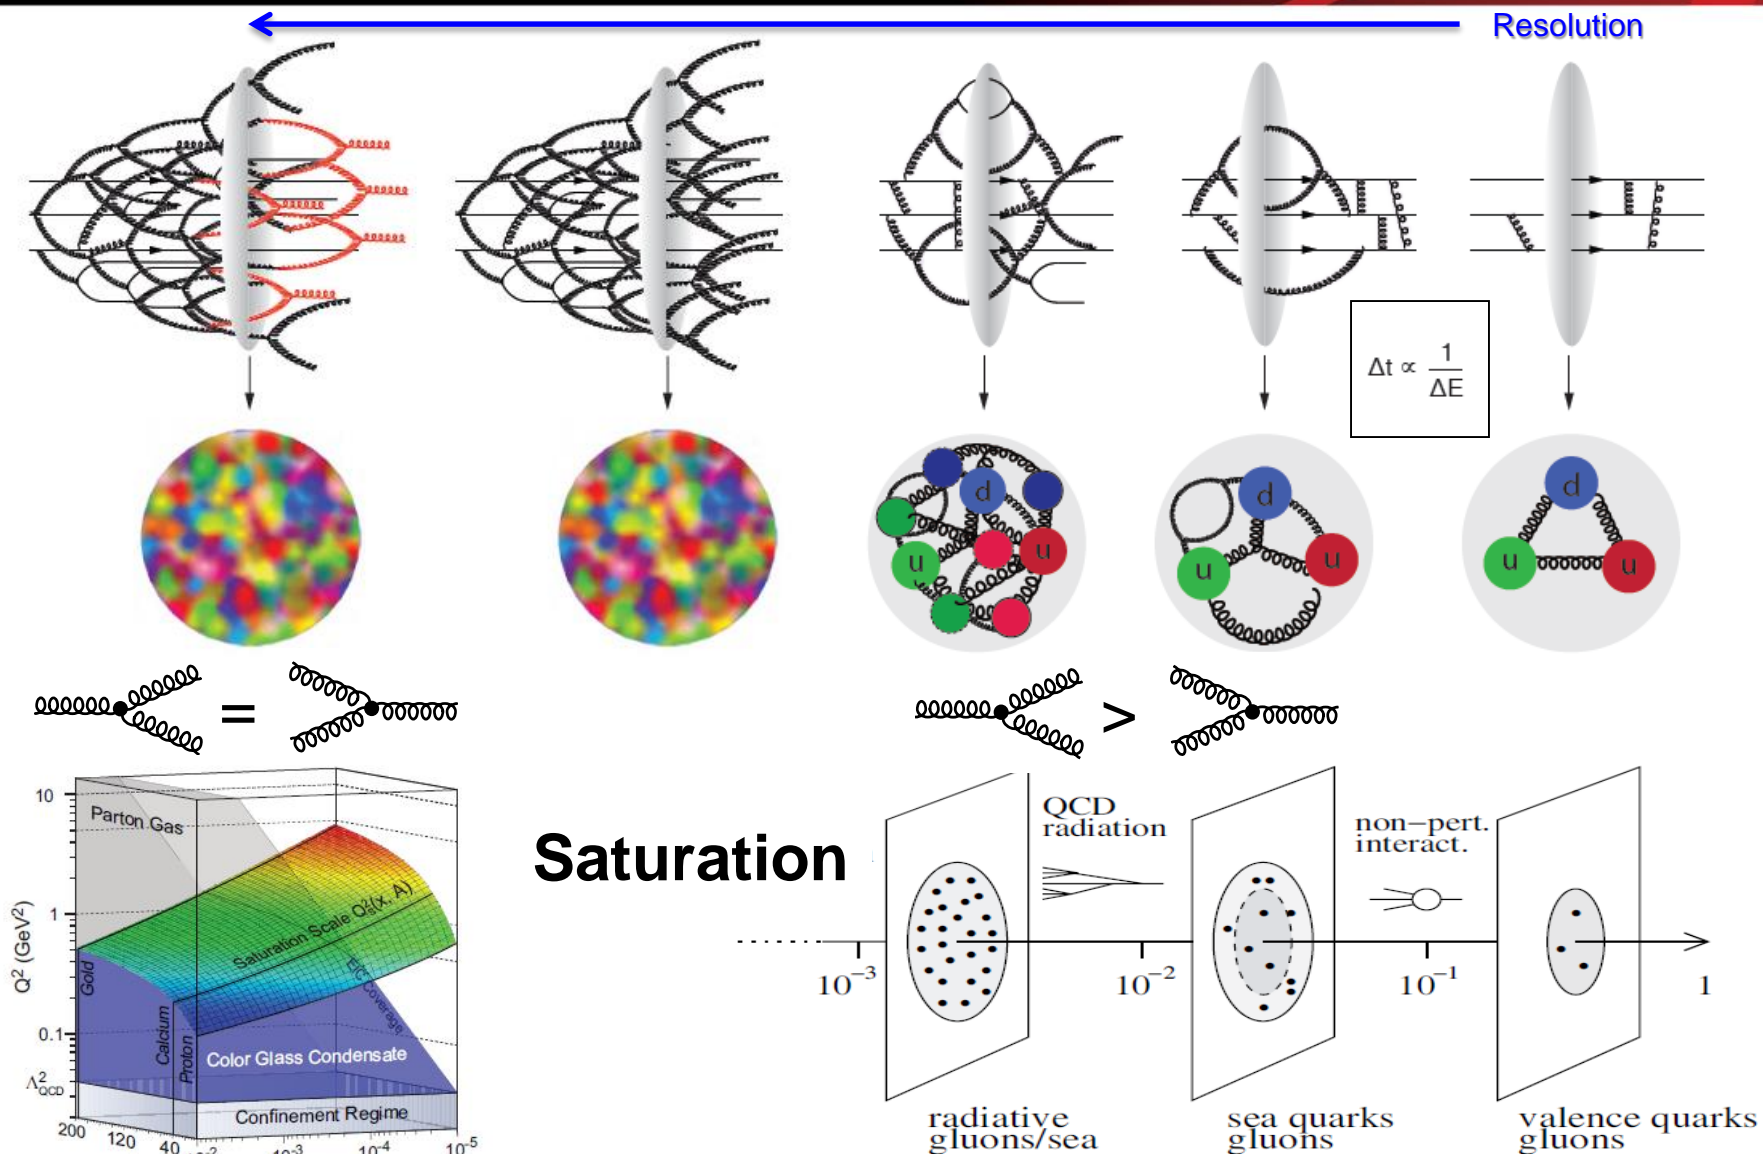 Resolution
Δt ∝ 1
ΔE
d
u
u
d
u
u
d
u
u
=
>
10
1
0.1
Λ²QCD
Q² (GeV²)
Parton Gas
Gold
Calcium
Proton
Saturation Scale Q²s(x, A)
EIC Coverage
Color Glass Condensate
Confinement Regime
200
120
40
10⁻³
10⁻⁴
10⁻⁵
Saturation
QCD
radiation
non–pert.
interact.
10⁻³
10⁻²
10⁻¹
1
radiative
gluons/sea
sea quarks
gluons
valence quarks
gluons